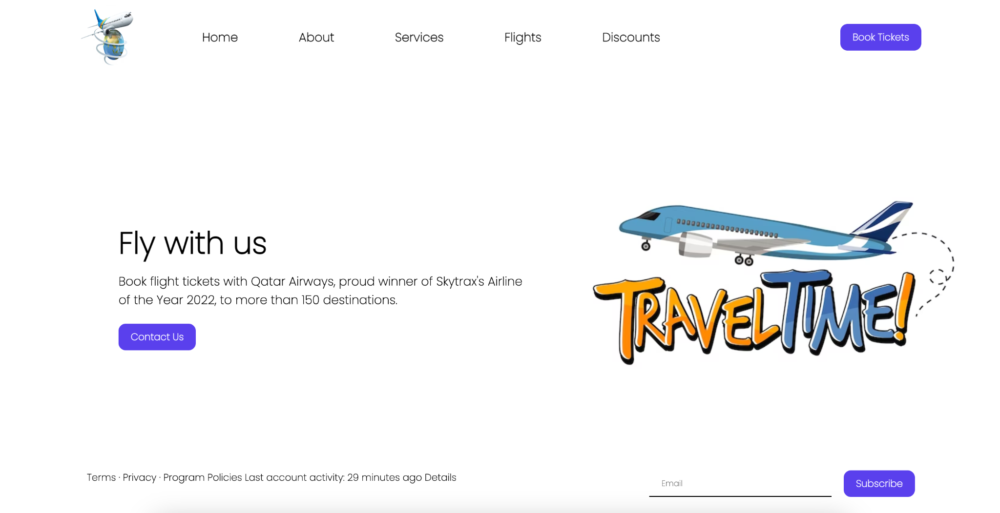 Home About Services Flights Discounts Book Tickets
Fly with us
Book flight tickets with Qatar Airways, proud winner of Skytrax's Airline
of the Year 2022, to more than 150 destinations.
Contact Us
TRAVELTIME!
Terms · Privacy · Program Policies Last account activity: 29 minutes ago Details
Email
Subscribe